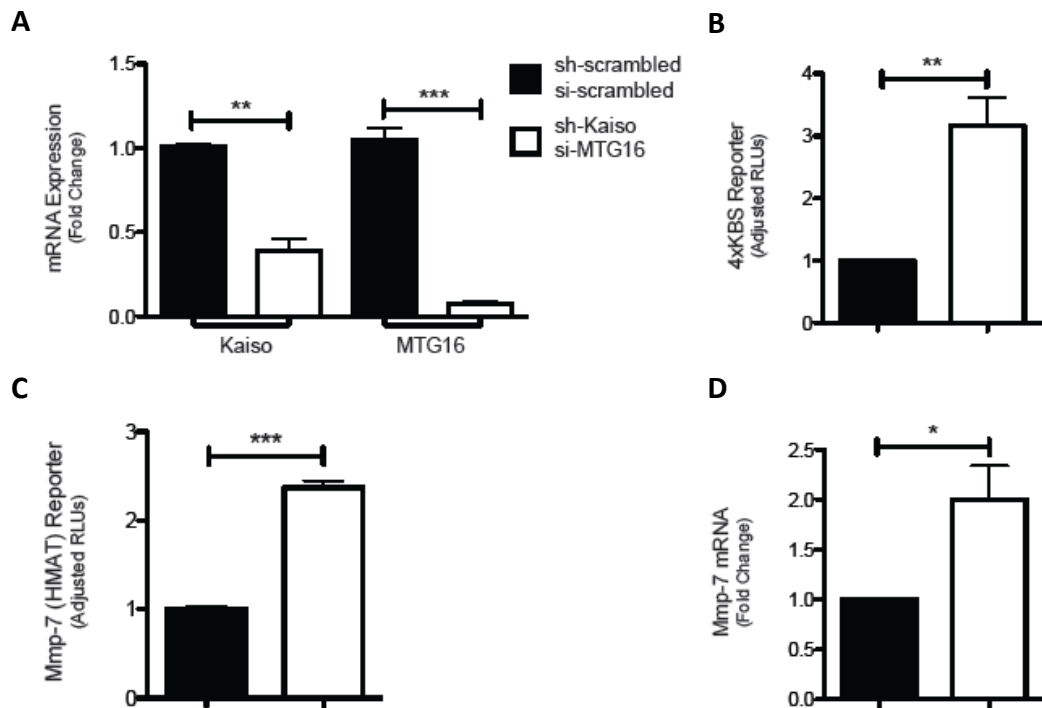 A
1.5
1.0
0.5
0.0
mRNA Expression
(Fold Change)
**
***
Kaiso
MTG16
sh-scrambled
si-scrambled
sh-Kaiso
si-MTG16
B
4
3
2
1
0
4xKBS Reporter
(Adjusted RLUs)
**
C
3
2
1
0
Mmp-7 (HMAT) Reporter
(Adjusted RLUs)
***
D
2.5
2.0
1.5
1.0
0.5
0.0
Mmp-7 mRNA
(Fold Change)
*